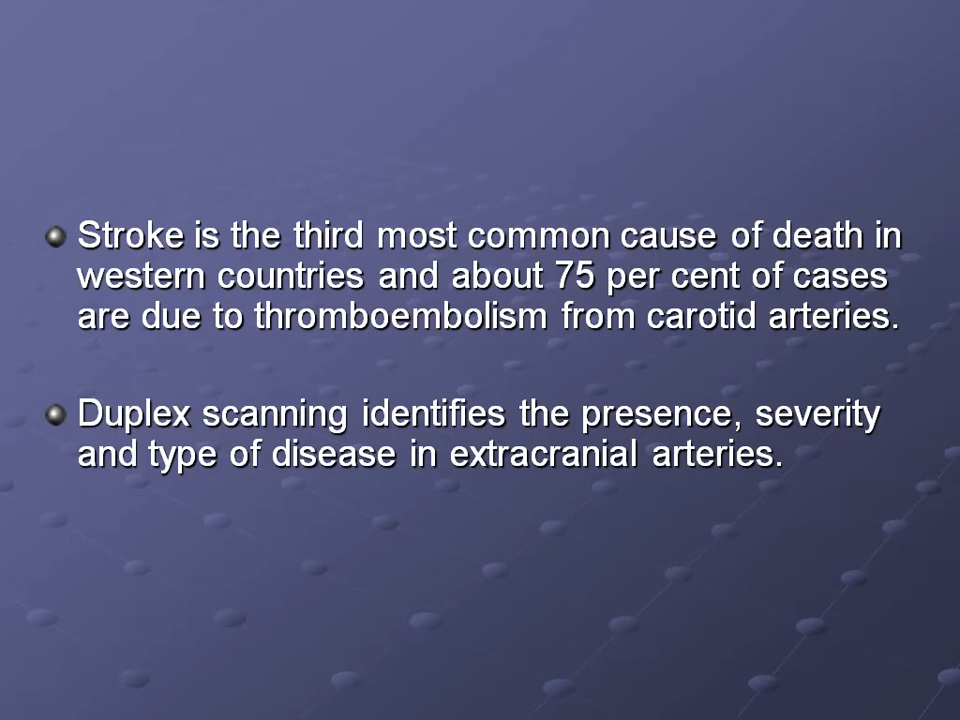 Stroke is the third most common cause of death in
western countries and about 75 per cent of cases
are due to thromboembolism from carotid arteries.
Duplex scanning identifies the presence, severity
and type of disease in extracranial arteries.